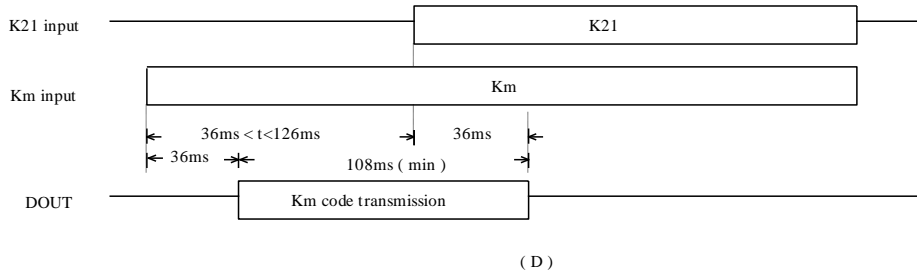 K21 input
K21
Km input
Km
36ms < t<126ms
36ms
36ms
108ms ( min )
DOUT
Km code transmission
( D )